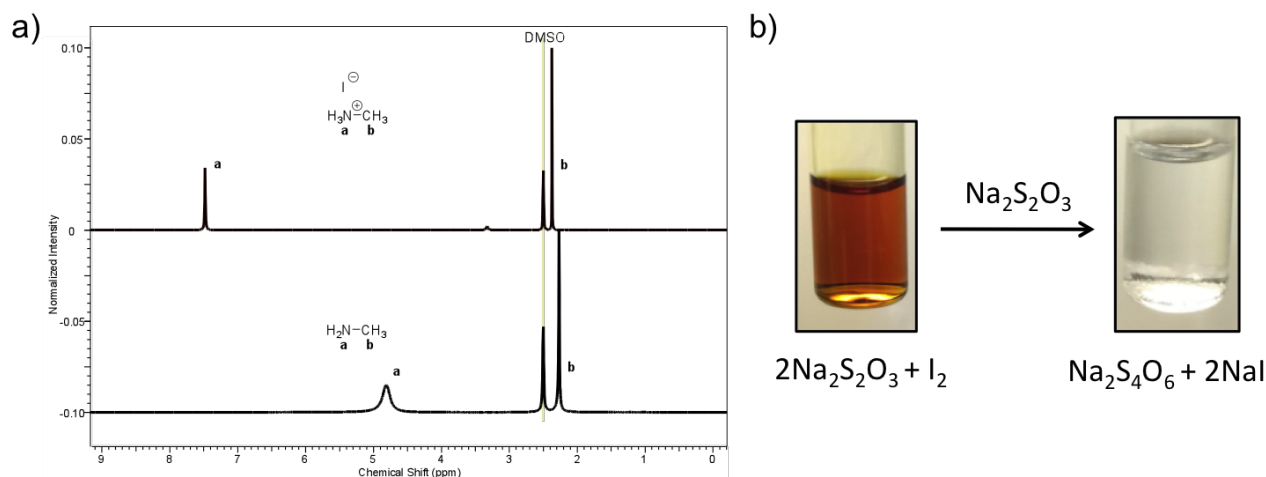 a)
DMSO
0.10
0.05
0
-0.05
-0.10
Normalized Intensity
I⊖
⊕
H₃N—CH₃
a b
a
b
H₂N—CH₃
a b
a
b
9 8 7 6 5 4 3 2 1 0
Chemical Shift (ppm)
b)
Na₂S₂O₃
2Na₂S₂O₃ + I₂
Na₂S₄O₆ + 2NaI